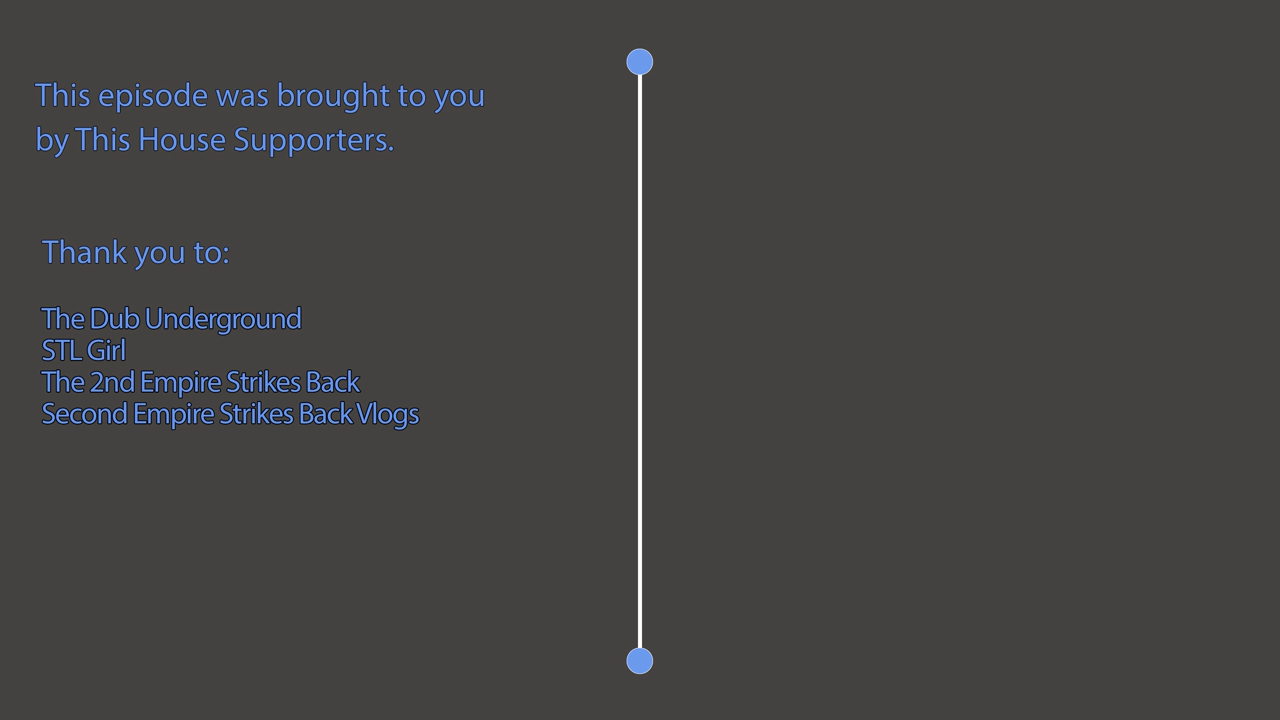 This episode was brought to you
by This House Supporters.
Thank you to:
The Dub Underground
STL Girl
The 2nd Empire Strikes Back
Second Empire Strikes Back Vlogs